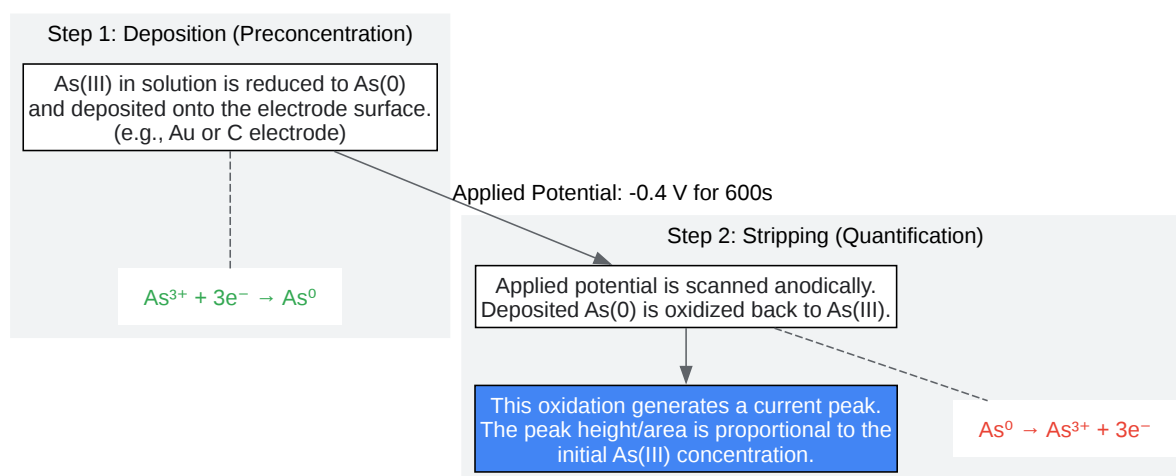 Step 1: Deposition (Preconcentration)
As(III) in solution is reduced to As(0)
and deposited onto the electrode surface.
(e.g., Au or C electrode)
Applied Potential: -0.4 V for 600s
As³⁺ + 3e⁻ → As⁰
Step 2: Stripping (Quantification)
Applied potential is scanned anodically.
Deposited As(0) is oxidized back to As(III).
This oxidation generates a current peak.
The peak height/area is proportional to the
initial As(III) concentration.
As⁰ → As³⁺ + 3e⁻